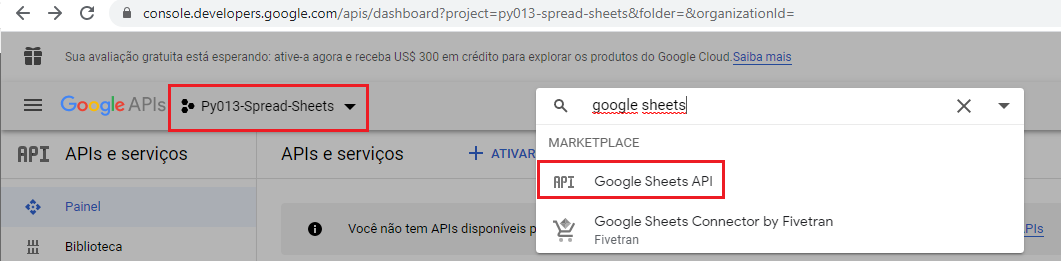 console.developers.google.com/apis/dashboard?project=py013-spread-sheets&folder=&organizationId=
Sua avaliação gratuita está esperando: ative-a agora e receba US$ 300 em crédito para explorar os produtos do Google Cloud. Saiba mais
Google APIs
Py013-Spread-Sheets
google sheets
MARKETPLACE
API
APIs e serviços
APIs e serviços
+ ATIVAR
API
Google Sheets API
Painel
Você não tem APIs disponíveis
Google Sheets Connector by Fivetran
Fivetran
APIs
Biblioteca